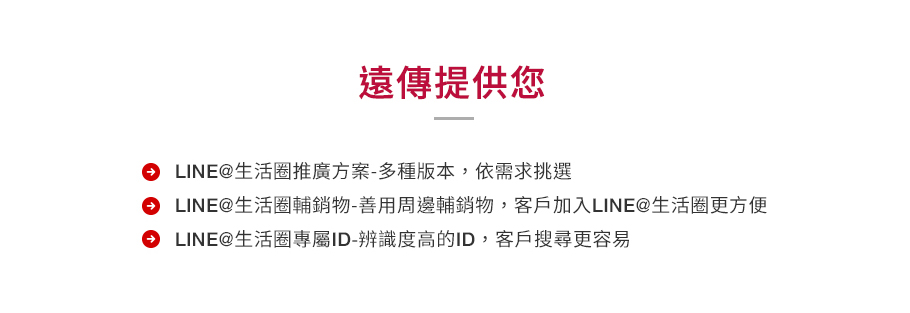 遠傳提供您
LINE@生活圈推廣方案-多種版本，依需求挑選
LINE@生活圈輔銷物-善用周邊輔銷物，客戶加入LINE@生活圈更方便
LINE@生活圈專屬ID-辨識度高的ID，客戶搜尋更容易